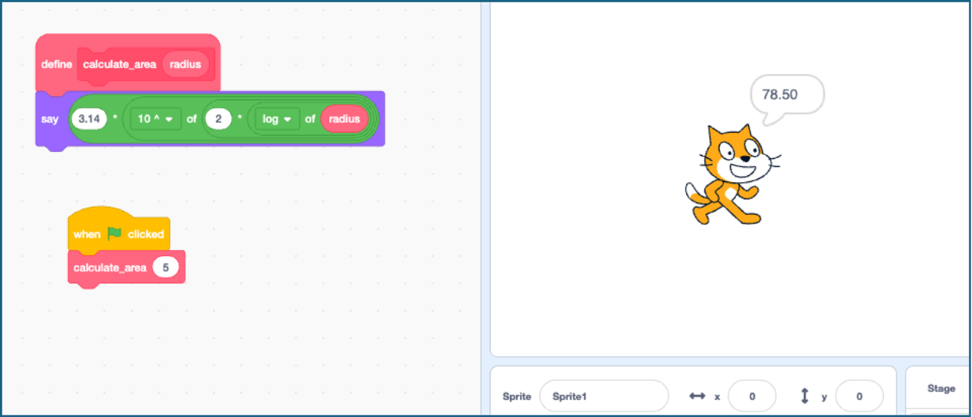 define calculate_area radius
say 3.14 * 10 ^ of 2 * log of radius
when clicked
calculate_area 5
78.50
Sprite Sprite1 x 0 y 0
Stage